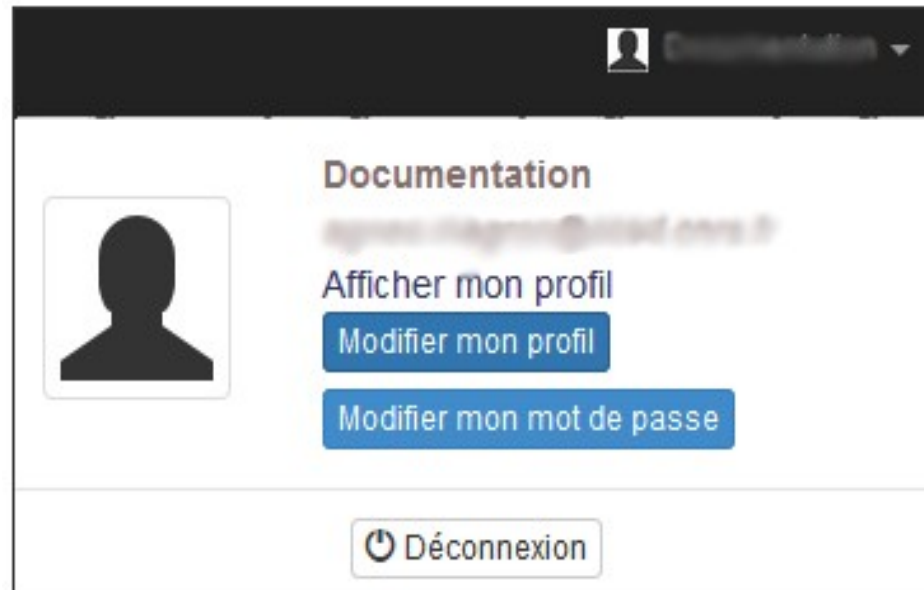 Documentation
Afficher mon profil
Modifier mon profil
Modifier mon mot de passe
Déconnexion